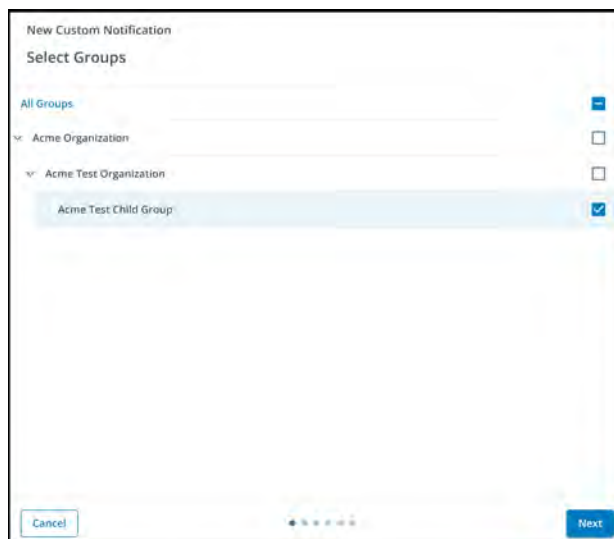 New Custom Notification
Select Groups
All Groups
Acme Organization
Acme Test Organization
Acme Test Child Group
Cancel
Next